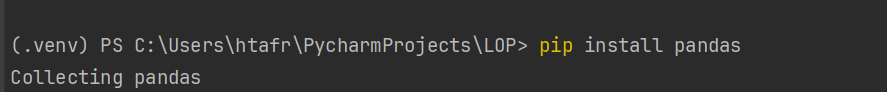 (.venv) PS C:\Users\htafr\PycharmProjects\LOP> pip install pandas
Collecting pandas